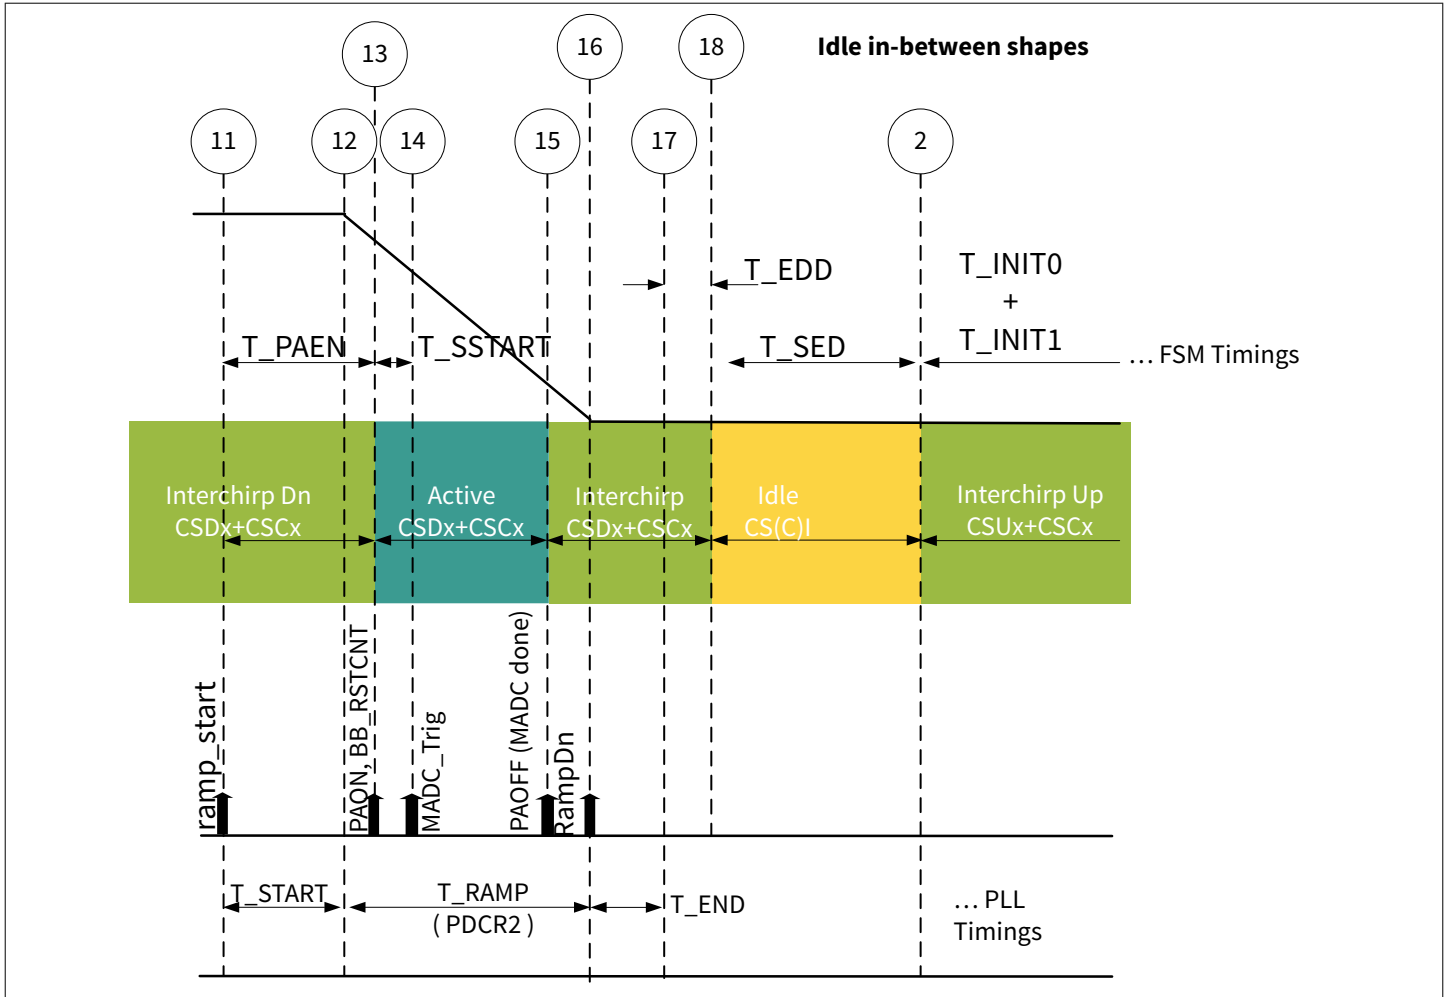 13
16
18
Idle in-between shapes
11
12
14
15
17
2
T_EDD
T_INIT0
+
T_INIT1
T_PAEN
T_SSTART
T_SED
... FSM Timings
Interchirp Dn
CSDx+CSCx
Active
CSDx+CSCx
Interchirp
CSDx+CSCx
Idle
CS(C)I
Interchirp Up
CSUx+CSCx
ramp_start
PAON, BB_RSTCNT
MADC_Trig
PAOFF (MADC done)
RampDn
T_START
T_RAMP
( PDCR2 )
T_END
... PLL
Timings